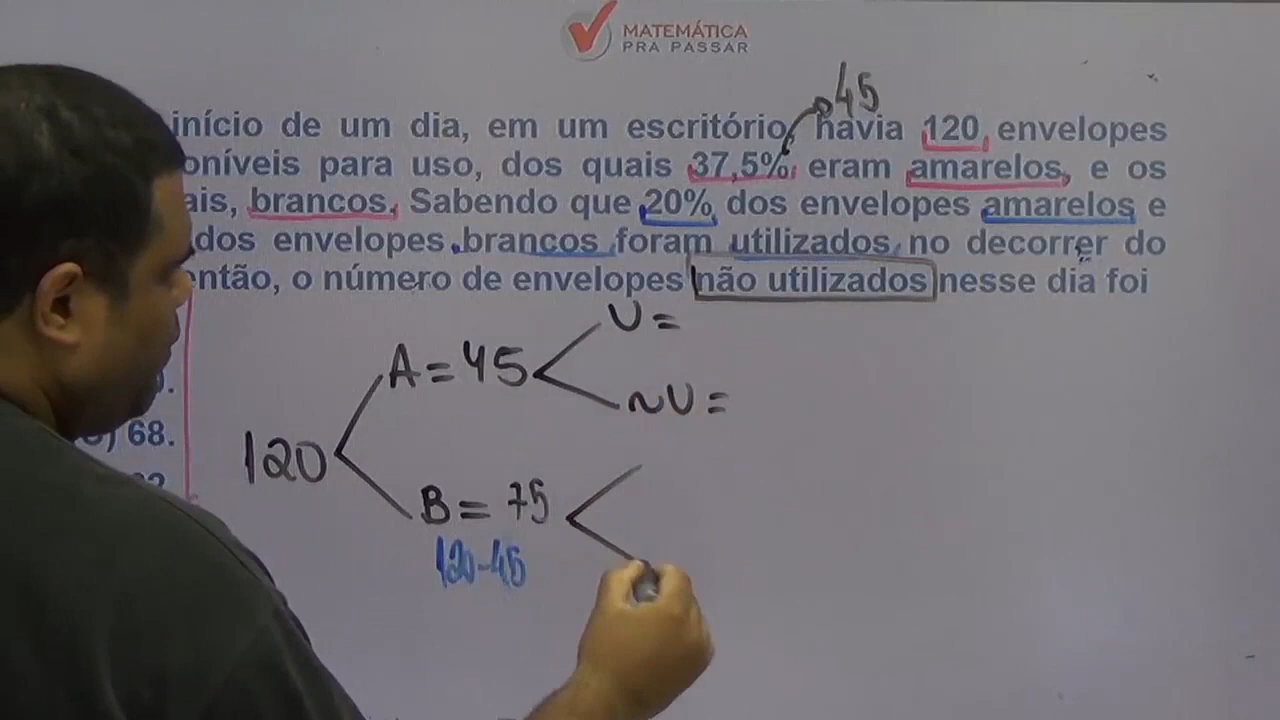 MATEMÁTICA
PRA PASSAR
45
início de um dia, em um escritório, havia 120 envelopes
oníveis para uso, dos quais 37,5% eram amarelos, e os
ais, brancos. Sabendo que 20% dos envelopes amarelos e
dos envelopes brancos foram utilizados no decorrer do
ntão, o número de envelopes não utilizados nesse dia foi
U =
A = 45
~U =
) 68.
120
B = 75
120-45